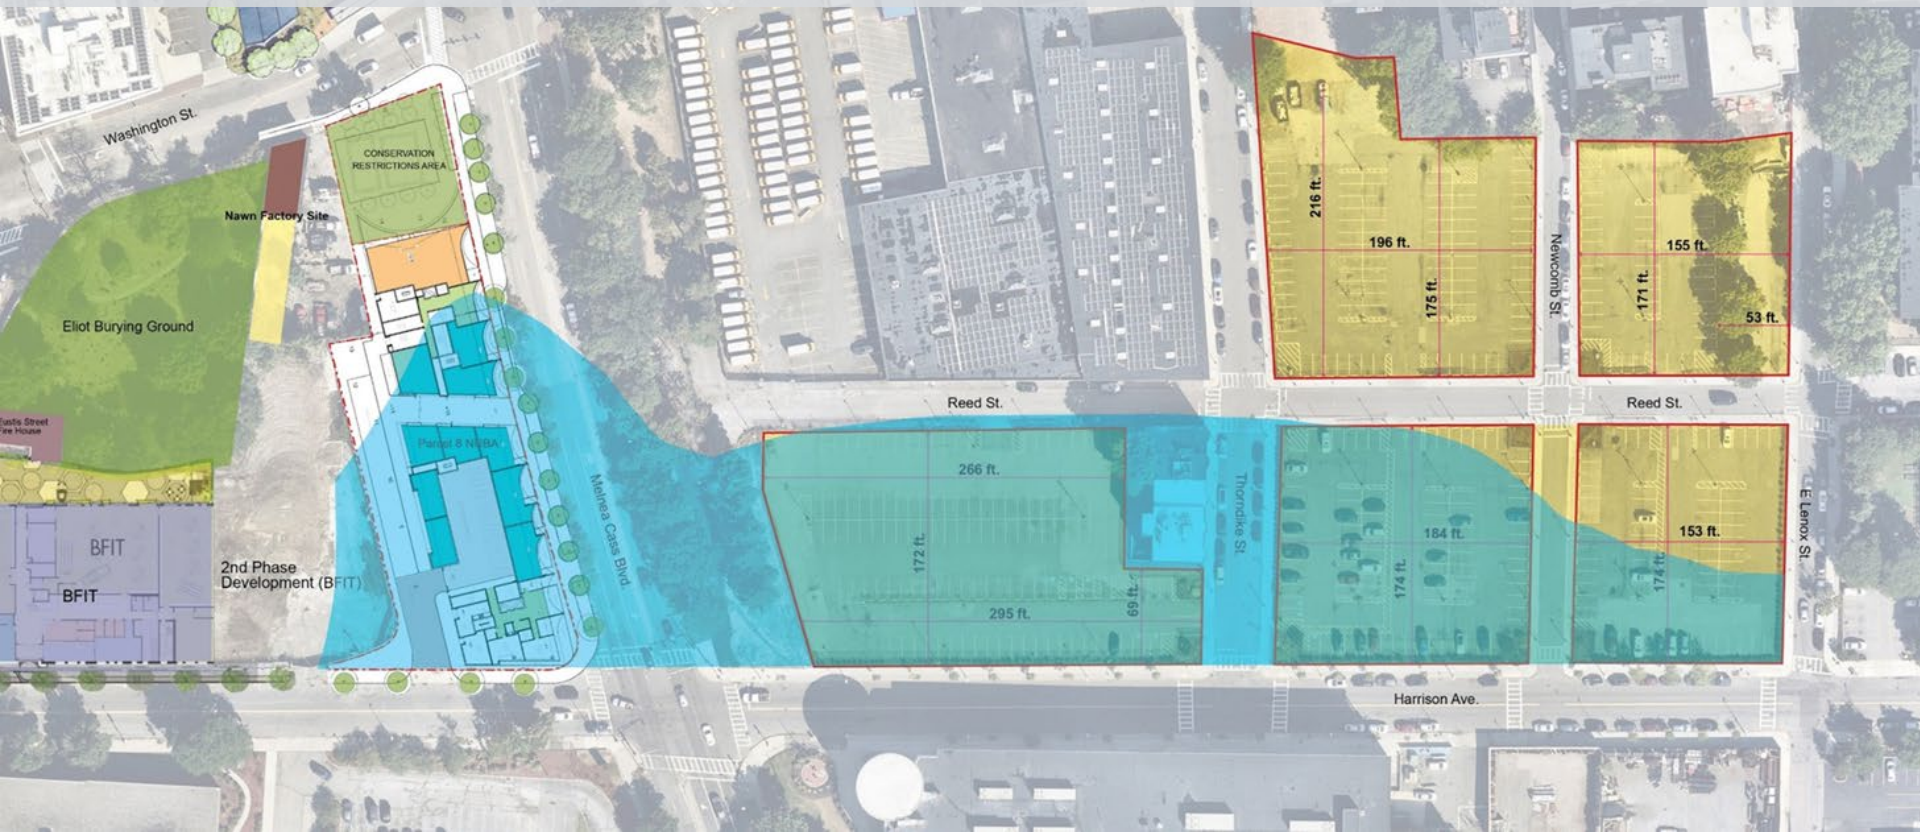 Washington St.
CONSERVATION
RESTRICTIONS AREA
Nawn Factory Site
216 ft.
196 ft.
175 ft.
Newcomb St.
155 ft.
171 ft.
53 ft.
Eliot Burying Ground
Reed St.
Reed St.
Eustis Street
Fire House
Parcel 8 NUBA
266 ft.
172 ft.
295 ft.
69 ft.
Thorndike St.
184 ft.
174 ft.
153 ft.
174 ft.
E Lenox St.
Melnea Cass Blvd.
BFIT
BFIT
2nd Phase
Development (BFIT)
Harrison Ave.